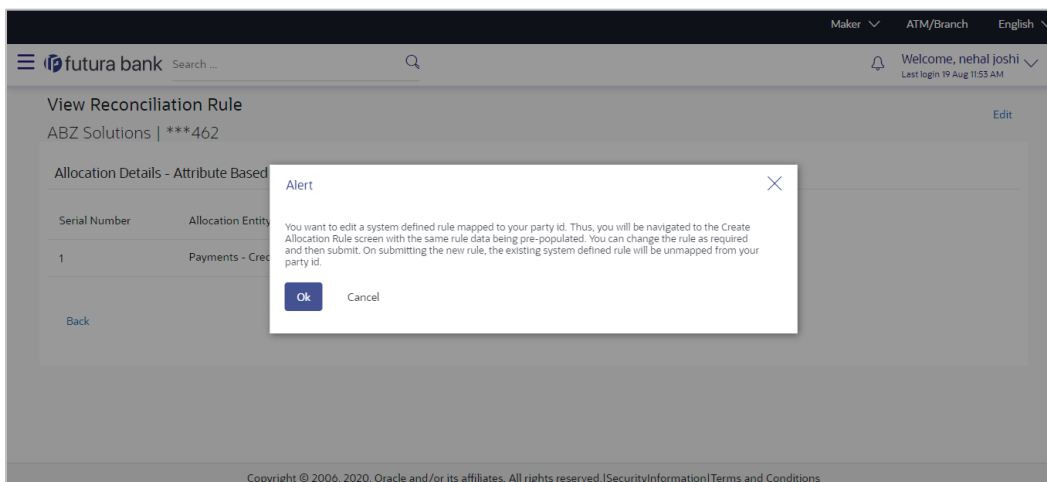 Maker ATM/Branch English
futura bank Search ... Welcome, nehal joshi
Last login 19 Aug 11:53 AM
View Reconciliation Rule
Edit
ABZ Solutions | ***462
Allocation Details - Attribute Based
Serial Number Allocation Entity
1 Payments - Cred
Back
Alert
You want to edit a system defined rule mapped to your party id. Thus, you will be navigated to the Create
Allocation Rule screen with the same rule data being pre-populated. You can change the rule as required
and then submit. On submitting the new rule, the existing system defined rule will be unmapped from your
party id.
Ok Cancel
Copyright © 2006, 2020, Oracle and/or its affiliates. All rights reserved.|SecurityInformation|Terms and Conditions